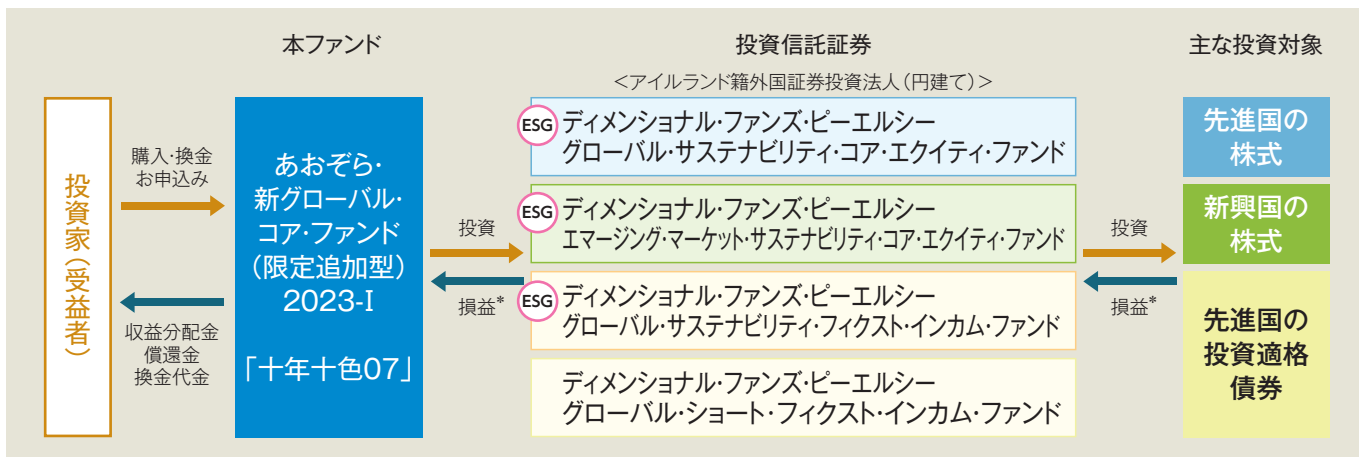 本ファンド
投資信託証券
主な投資対象
<アイルランド籍外国証券投資法人(円建て)>
投資家(受益者)
購入・換金
お申込み
収益分配金
償還金
換金代金
あおぞら・
新グローバル・
コア・ファンド
(限定追加型)
2023-I
「十年十色07」
投資
損益*
ESG
ディメンショナル・ファンズ・ピーエルシー
グローバル・サステナビリティ・コア・エクイティ・ファンド
ESG
ディメンショナル・ファンズ・ピーエルシー
エマージング・マーケット・サステナビリティ・コア・エクイティ・ファンド
ESG
ディメンショナル・ファンズ・ピーエルシー
グローバル・サステナビリティ・フィクスト・インカム・ファンド
ディメンショナル・ファンズ・ピーエルシー
グローバル・ショート・フィクスト・インカム・ファンド
投資
損益*
先進国の
株式
新興国の
株式
先進国の
投資適格
債券